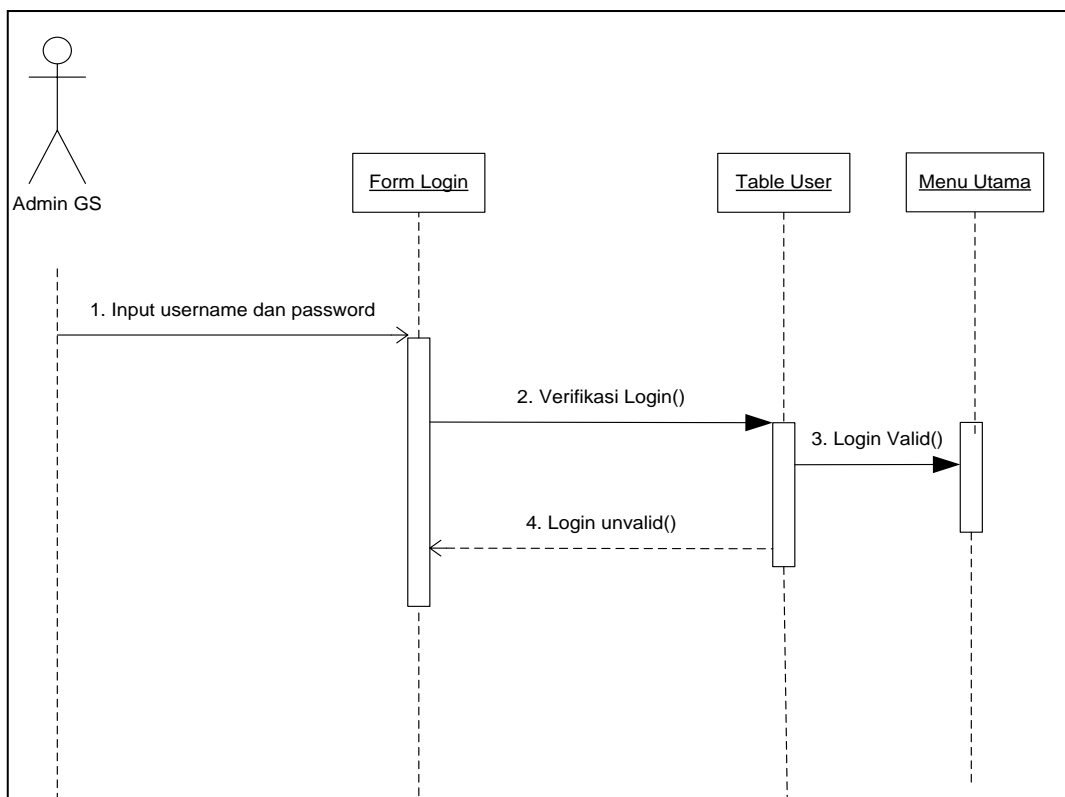 Admin GS
Form Login
Table User
Menu Utama
1. Input username dan password
2. Verifikasi Login()
3. Login Valid()
4. Login unvalid()